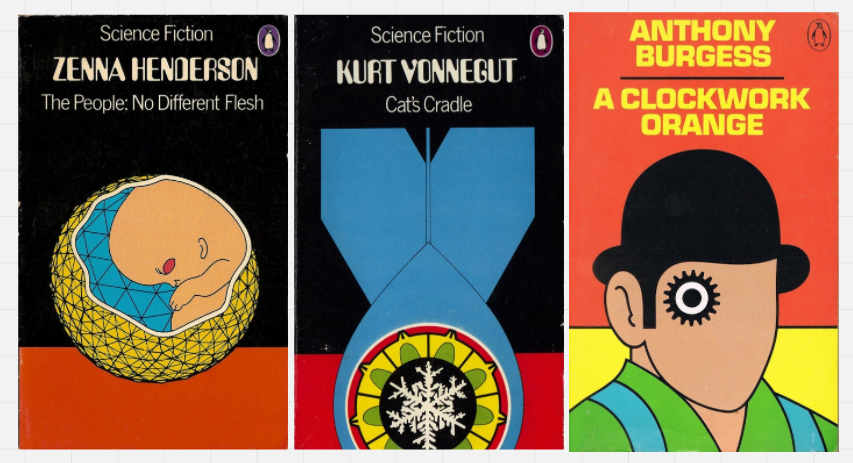 Science Fiction
ZENNA HENDERSON
The People: No Different Flesh
Science Fiction
KURT VONNEGUT
Cat's Cradle
ANTHONY
BURGESS
A CLOCKWORK
ORANGE